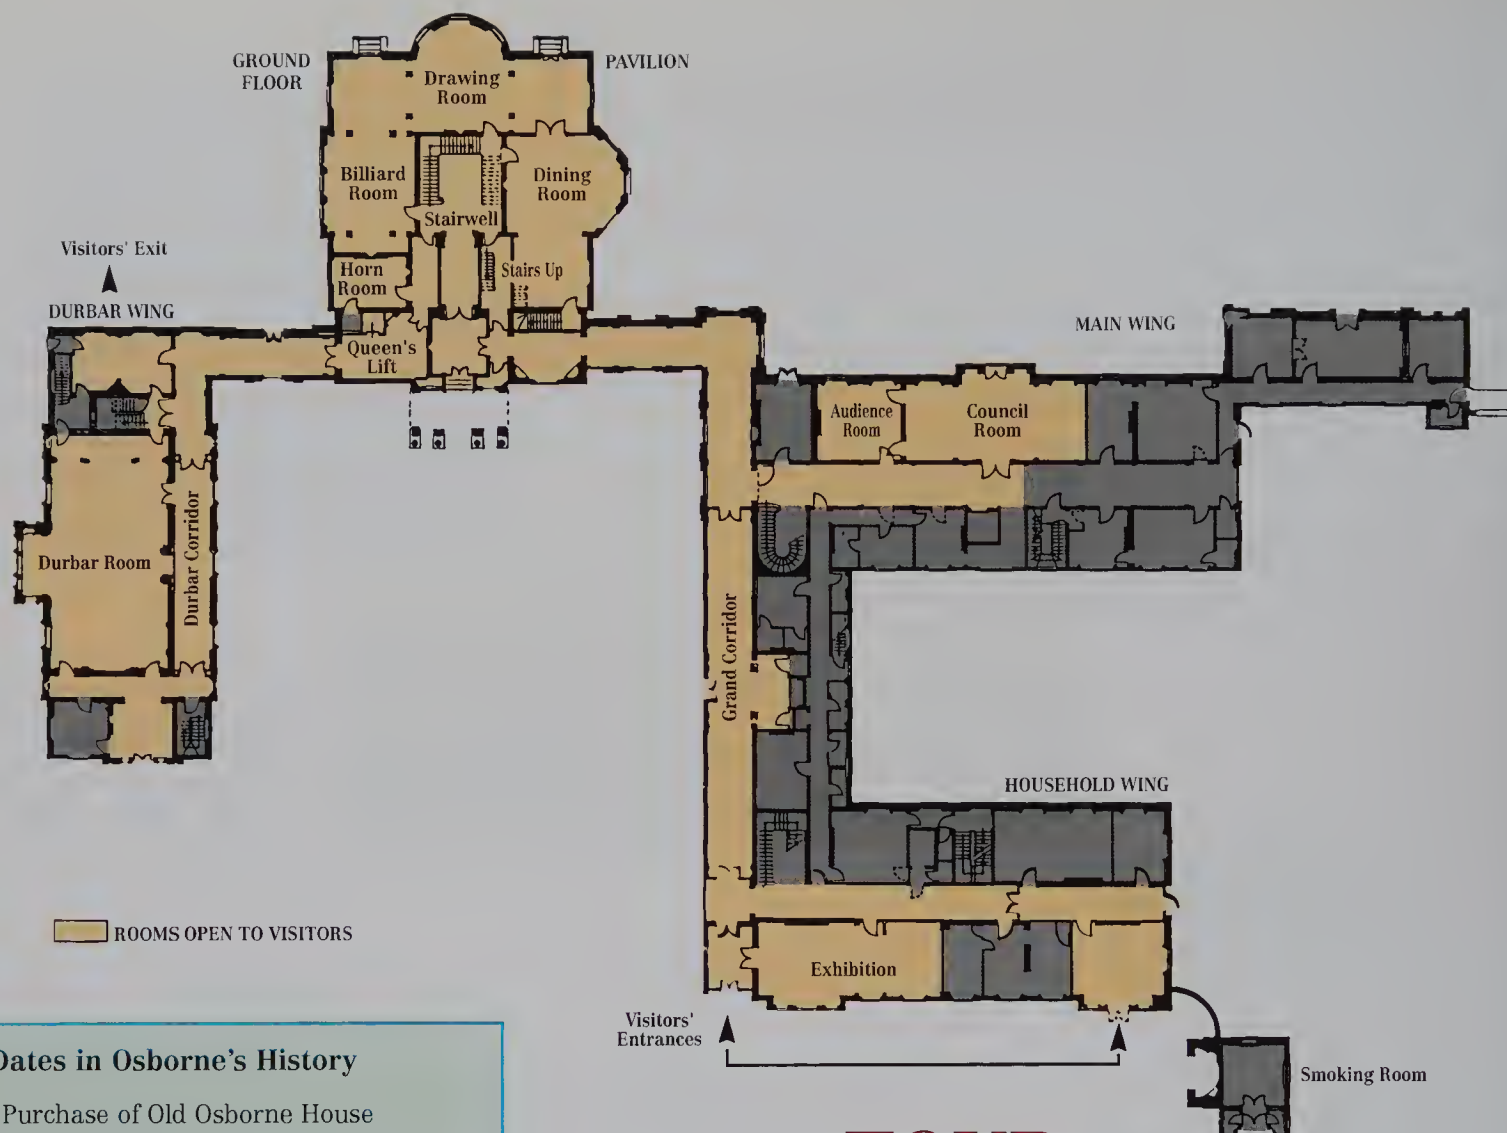 GROUND
FLOOR
PAVILION
Drawing
Room
Billiard
Room
Dining
Room
Stairwell
Visitors' Exit
Horn
Room
Stairs Up
DURBAR WING
MAIN WING
Queen's
Lift
Audience
Room
Council
Room
Durbar Room
Durbar Corridor
Grand Corridor
HOUSEHOLD WING
ROOMS OPEN TO VISITORS
Exhibition
Visitors'
Entrances
Smoking Room
Dates in Osborne's History
Purchase of Old Osborne House